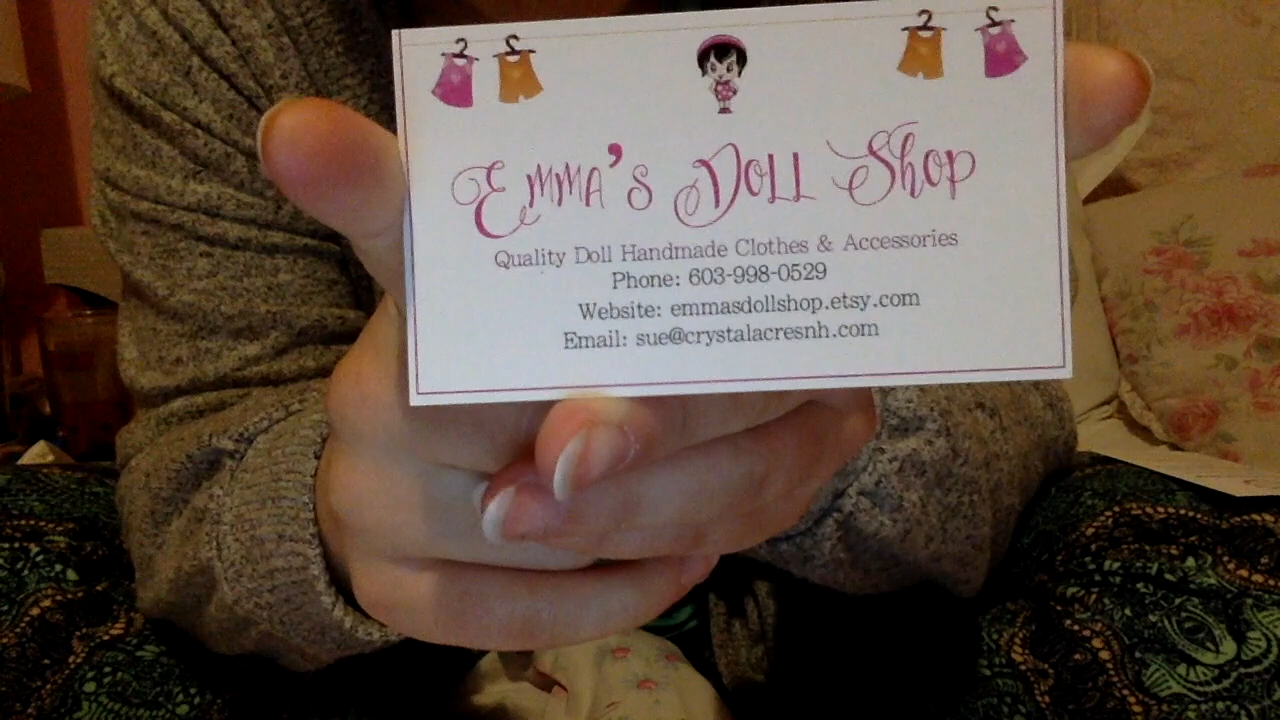 Emma's Doll Shop
Quality Doll Handmade Clothes & Accessories
Phone: 603-998-0529
Website: emmasdollshop.etsy.com
Email: sue@crystalacresnh.com